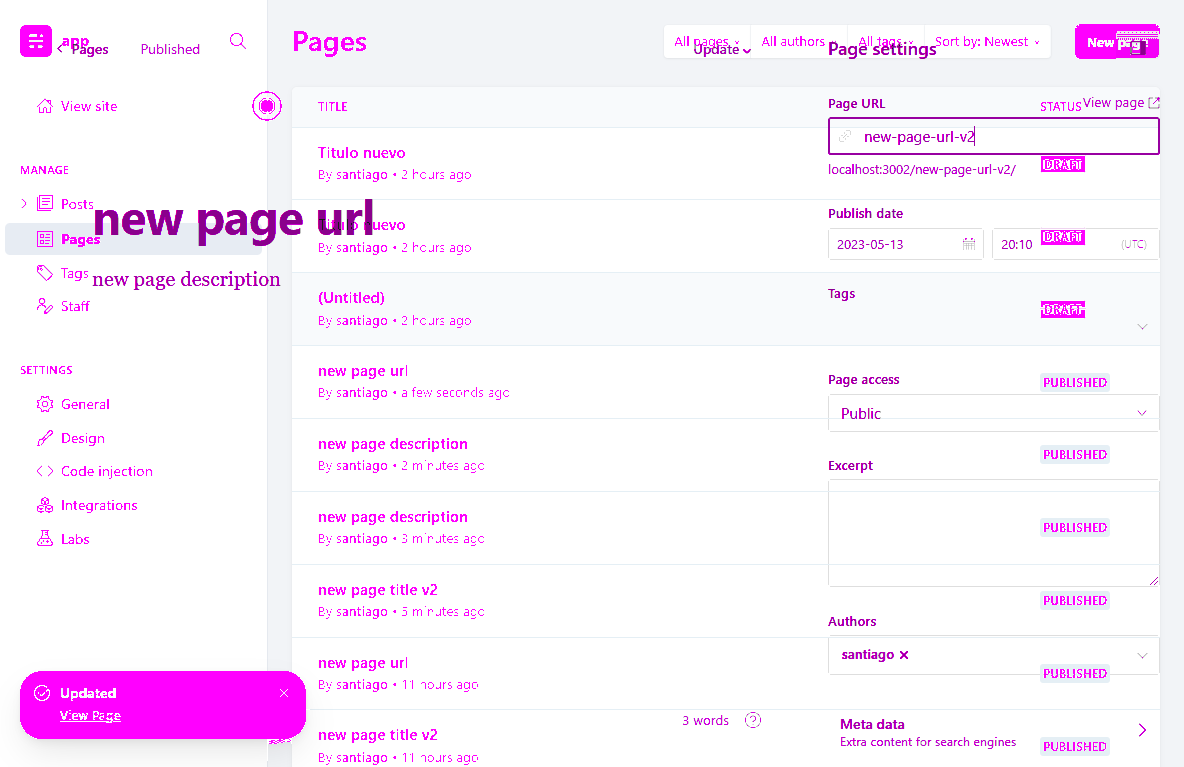 app
Pages
Published
Pages
All pages
All authors
All tags
Sort by: Newest
Update
Page settings
New page
View site
TITLE
Page URL
STATUS
View page
new-page-url-v2
localhost:3002/new-page-url-v2/
MANAGE
Posts
Pages
Tags
Staff
new page url
new page description
Titulo nuevo
By santiago • 2 hours ago
DRAFT
Titulo nuevo
By santiago • 2 hours ago
DRAFT
Publish date
2023-05-13
20:10
(UTC)
(Untitled)
By santiago • 2 hours ago
DRAFT
Tags
SETTINGS
General
Design
Code injection
Integrations
Labs
new page url
By santiago • a few seconds ago
PUBLISHED
Page access
Public
new page description
By santiago • 2 minutes ago
PUBLISHED
Excerpt
new page description
By santiago • 3 minutes ago
PUBLISHED
new page title v2
By santiago • 5 minutes ago
PUBLISHED
Authors
santiago ×
new page url
By santiago • 11 hours ago
PUBLISHED
Updated
View Page
3 words
?
new page title v2
By santiago • 11 hours ago
PUBLISHED
Meta data
Extra content for search engines